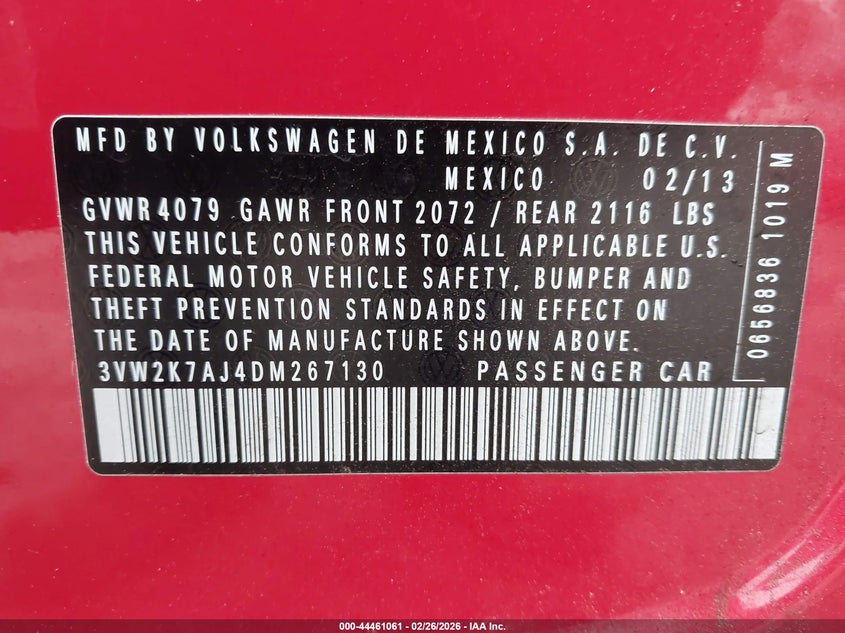 MFD BY VOLKSWAGEN DE MEXICO S.A. DE C.V.
MEXICO 02/13
GVWR4079 GAWR FRONT 2072 / REAR 2116 LBS
THIS VEHICLE CONFORMS TO ALL APPLICABLE U.S.
FEDERAL MOTOR VEHICLE SAFETY, BUMPER AND
THEFT PREVENTION STANDARDS IN EFFECT ON
THE DATE OF MANUFACTURE SHOWN ABOVE.
3VW2K7AJ4DM267130 PASSENGER CAR
0656836 1019 M
000-44461061 - 02/26/2026 - IAA Inc.